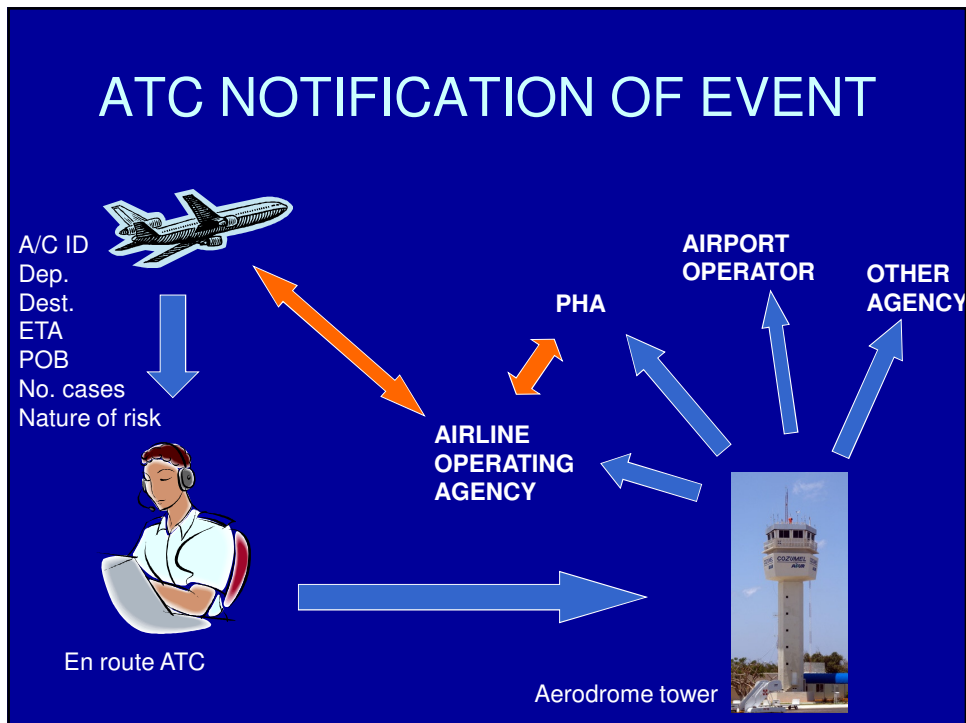 ATC NOTIFICATION OF EVENT
A/C ID
Dep.
Dest.
ETA
POB
No. cases
Nature of risk
PHA
AIRPORT
OPERATOR
OTHER
AGENCY
AIRLINE
OPERATING
AGENCY
COZUMEL
En route ATC
Aerodrome tower